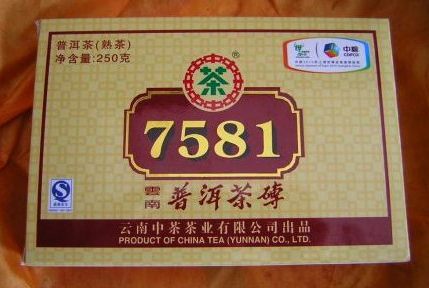 普洱茶(熟茶)
净含量:250克
茶
®
中粮
COFCO
7581
雲南
普洱茶磚
云南中茶茶业有限公司出品
PRODUCT OF CHINA TEA (YUNNAN) CO., LTD.